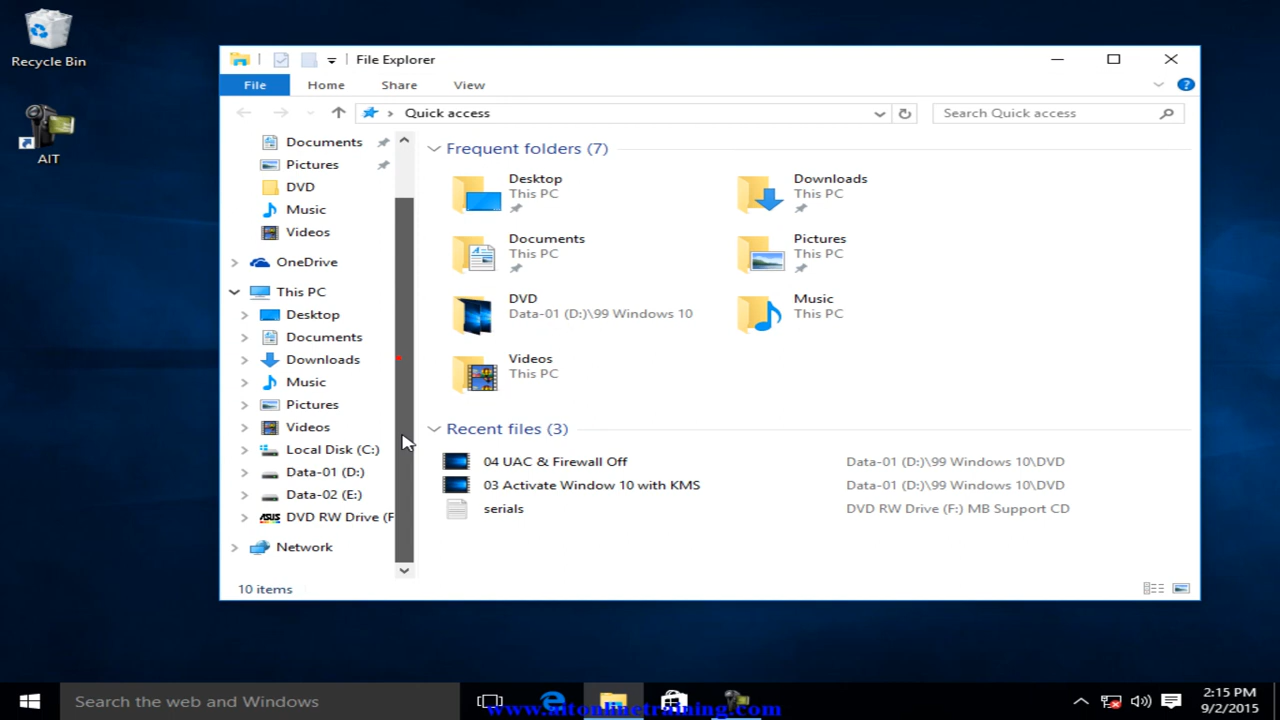 Recycle Bin
AIT
File Explorer
File
Home
Share
View
Quick access
Search Quick access
Documents
Pictures
DVD
Music
Videos
OneDrive
This PC
Desktop
Documents
Downloads
Music
Pictures
Videos
Local Disk (C:)
Data-01 (D:)
Data-02 (E:)
ASUS DVD RW Drive (F
Network
Frequent folders (7)
Desktop
This PC
Downloads
This PC
Documents
This PC
Pictures
This PC
DVD
Data-01 (D:)\99 Windows 10
Music
This PC
Videos
This PC
Recent files (3)
04 UAC & Firewall Off
Data-01 (D:)\99 Windows 10\DVD
03 Activate Window 10 with KMS
Data-01 (D:)\99 Windows 10\DVD
serials
DVD RW Drive (F:) MB Support CD
10 items
Search the web and Windows
www.aitonlinetraining.com
2:15 PM
9/2/2015